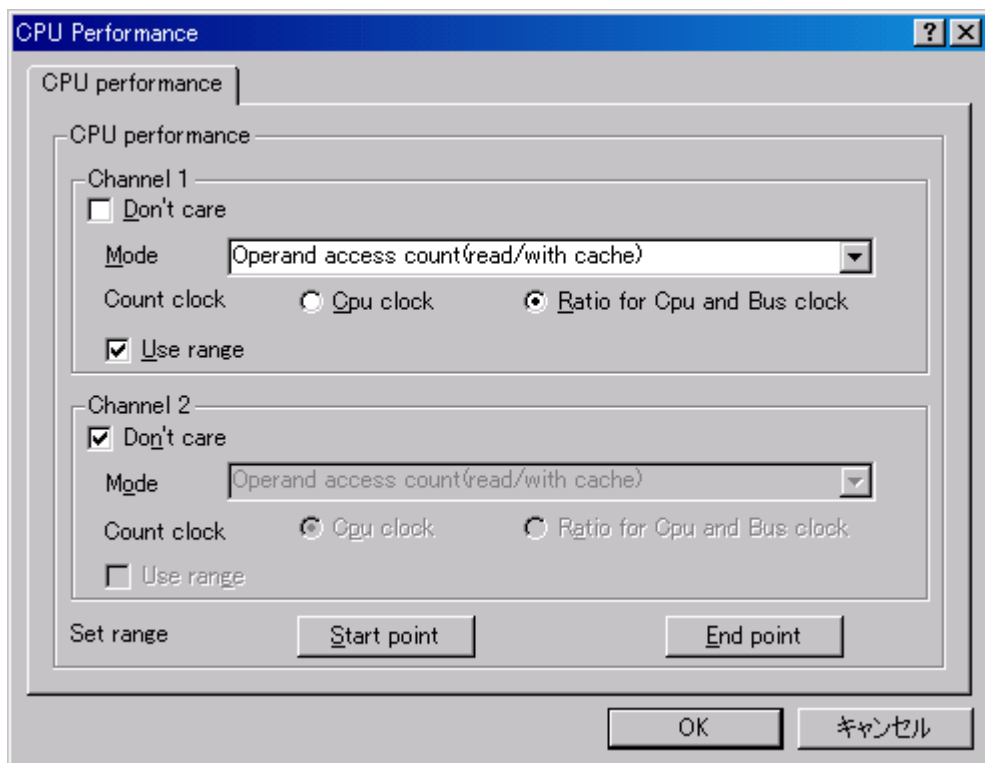 CPU Performance
CPU performance
CPU performance
Channel 1
Don't care
Mode Operand access count(read/with cache)
Count clock Cpu clock Ratio for Cpu and Bus clock
Use range
Channel 2
Don't care
Mode Operand access count(read/with cache)
Count clock Cpu clock Ratio for Cpu and Bus clock
Use range
Set range Start point End point
OK キャンセル